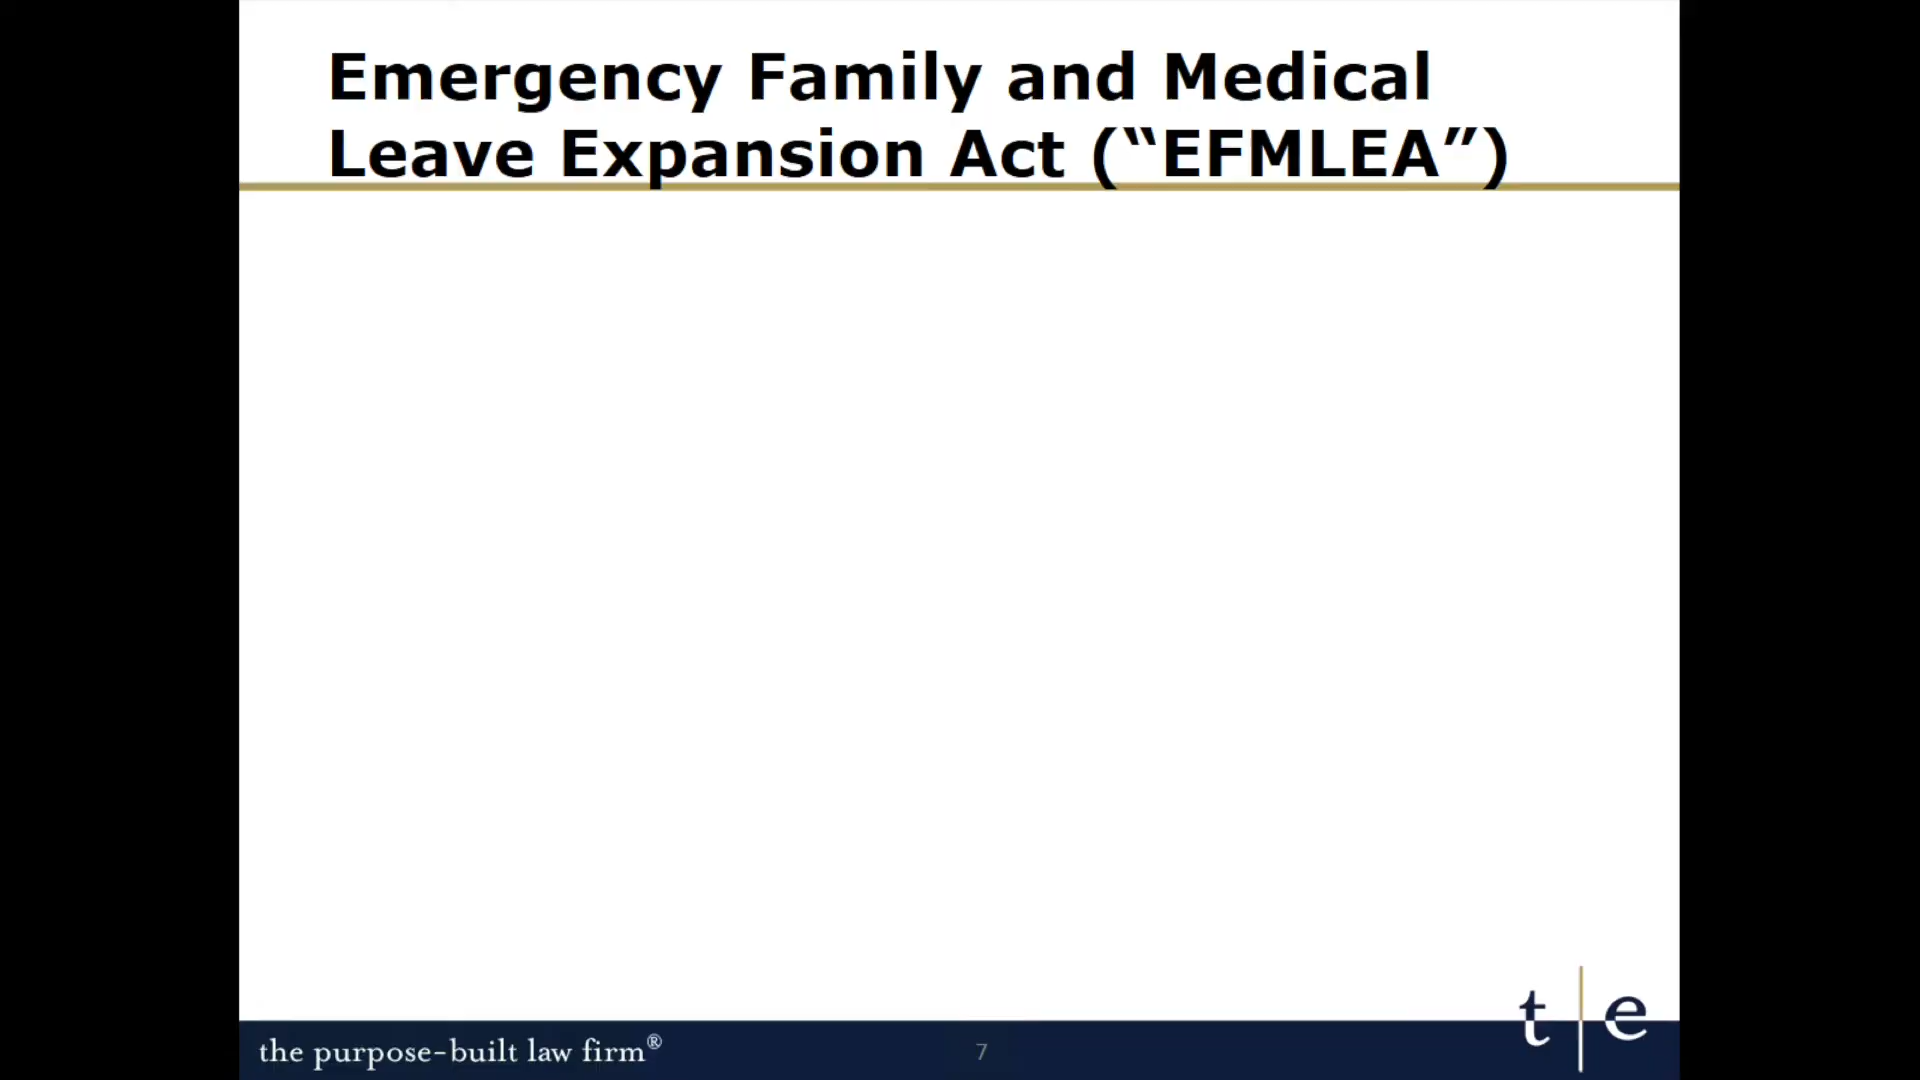 Emergency Family and Medical
Leave Expansion Act (“EFMLEA”)
the purpose-built law firm®
7
t|e